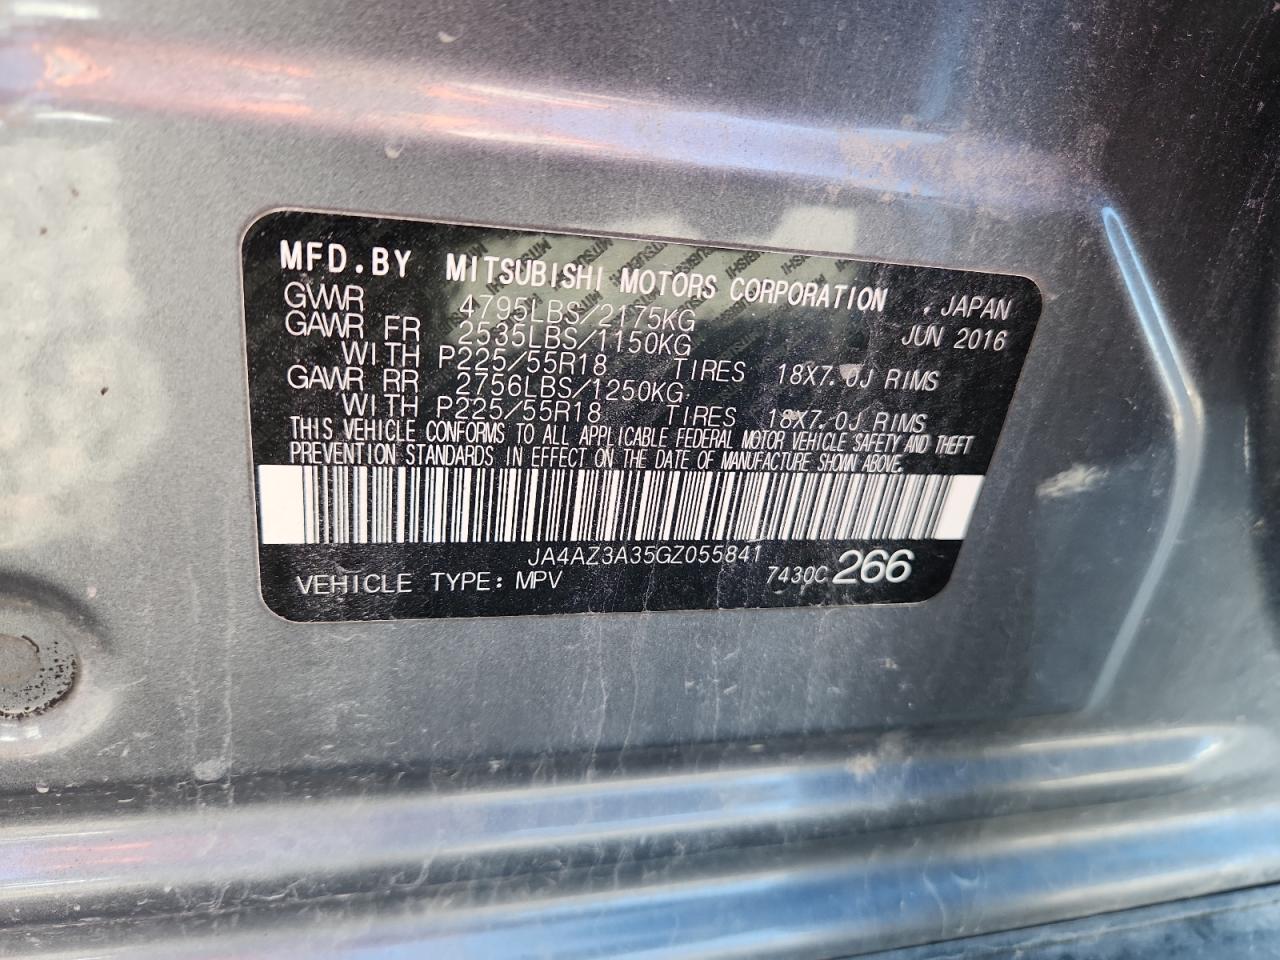 MFD.BY MITSUBISHI MOTORS CORPORATION , JAPAN
GVWR 4795LBS/2175KG JUN 2016
GAWR FR 2535LBS/1150KG
WITH P225/55R18 TIRES 18X7.0J RIMS
GAWR RR 2756LBS/1250KG
WITH P225/55R18 TIRES 18X7.0J RIMS
THIS VEHICLE CONFORMS TO ALL APPLICABLE FEDERAL MOTOR VEHICLE SAFETY AND THEFT
PREVENTION STANDARDS IN EFFECT ON THE DATE OF MANUFACTURE SHOWN ABOVE.
JA4AZ3A35GZ055841
VEHICLE TYPE: MPV 7430C 266